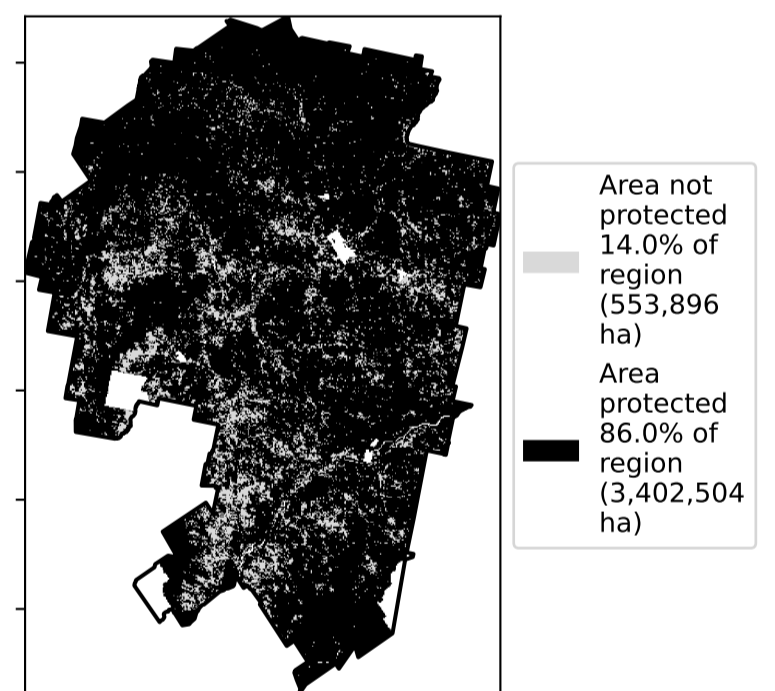 Area not
protected
14.0% of
region
(553,896
ha)
Area
protected
86.0% of
region
(3,402,504
ha)